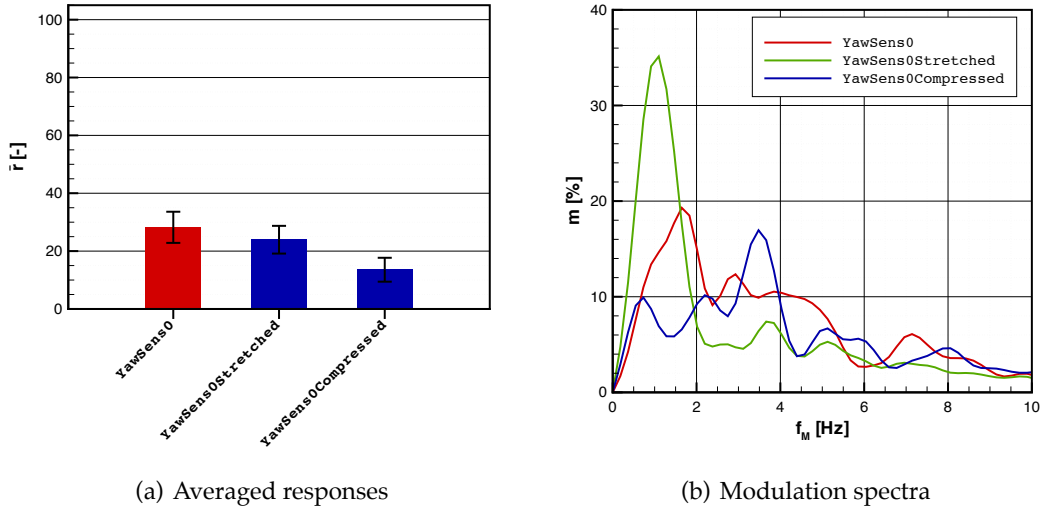 100
80
60
40
20
0
r̄ [-]
YawSens0
YawSens0Stretched
YawSens0Compressed
(a) Averaged responses
40
30
20
10
0
m [%]
YawSens0
YawSens0Stretched
YawSens0Compressed
0 2 4 6 8 10
f_M [Hz]
(b) Modulation spectra